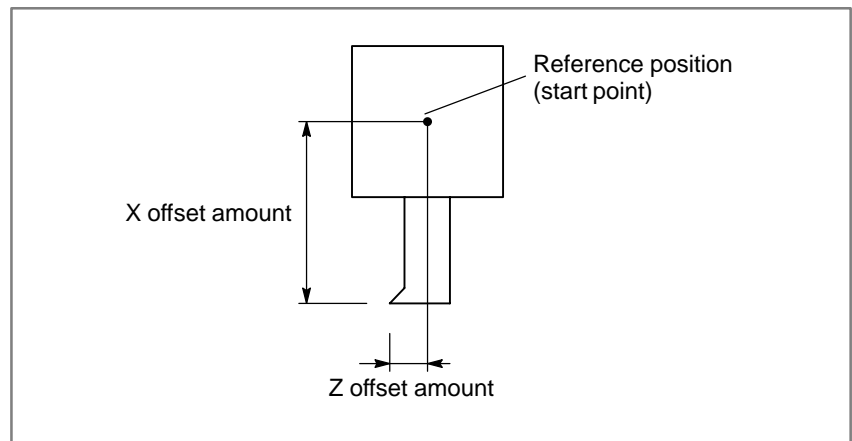 Reference position
(start point)
X offset amount
Z offset amount